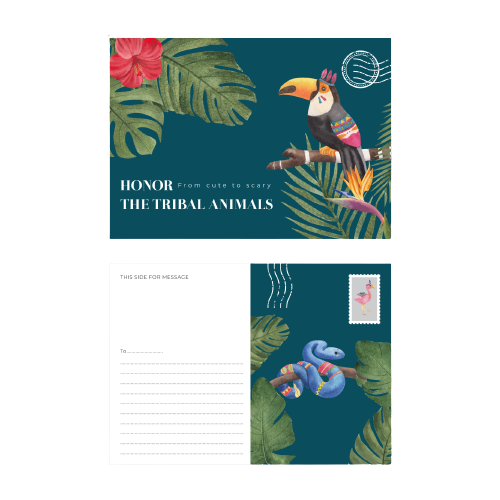 HONOR From cute to scary
THE TRIBAL ANIMALS
THIS SIDE FOR MESSAGE
To....................